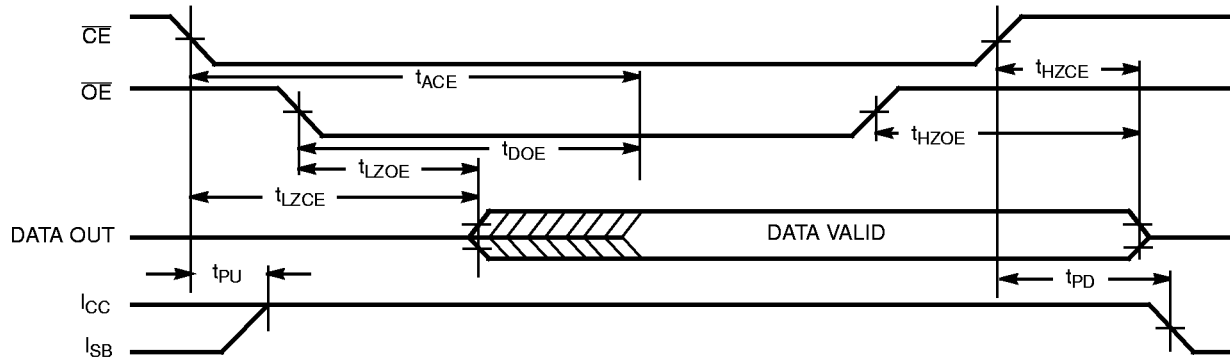 CE
tACE
tHZCE
OE
tDOE
tHZOE
tLZOE
tLZCE
DATA OUT
DATA VALID
tPU
tPD
ICC
ISB